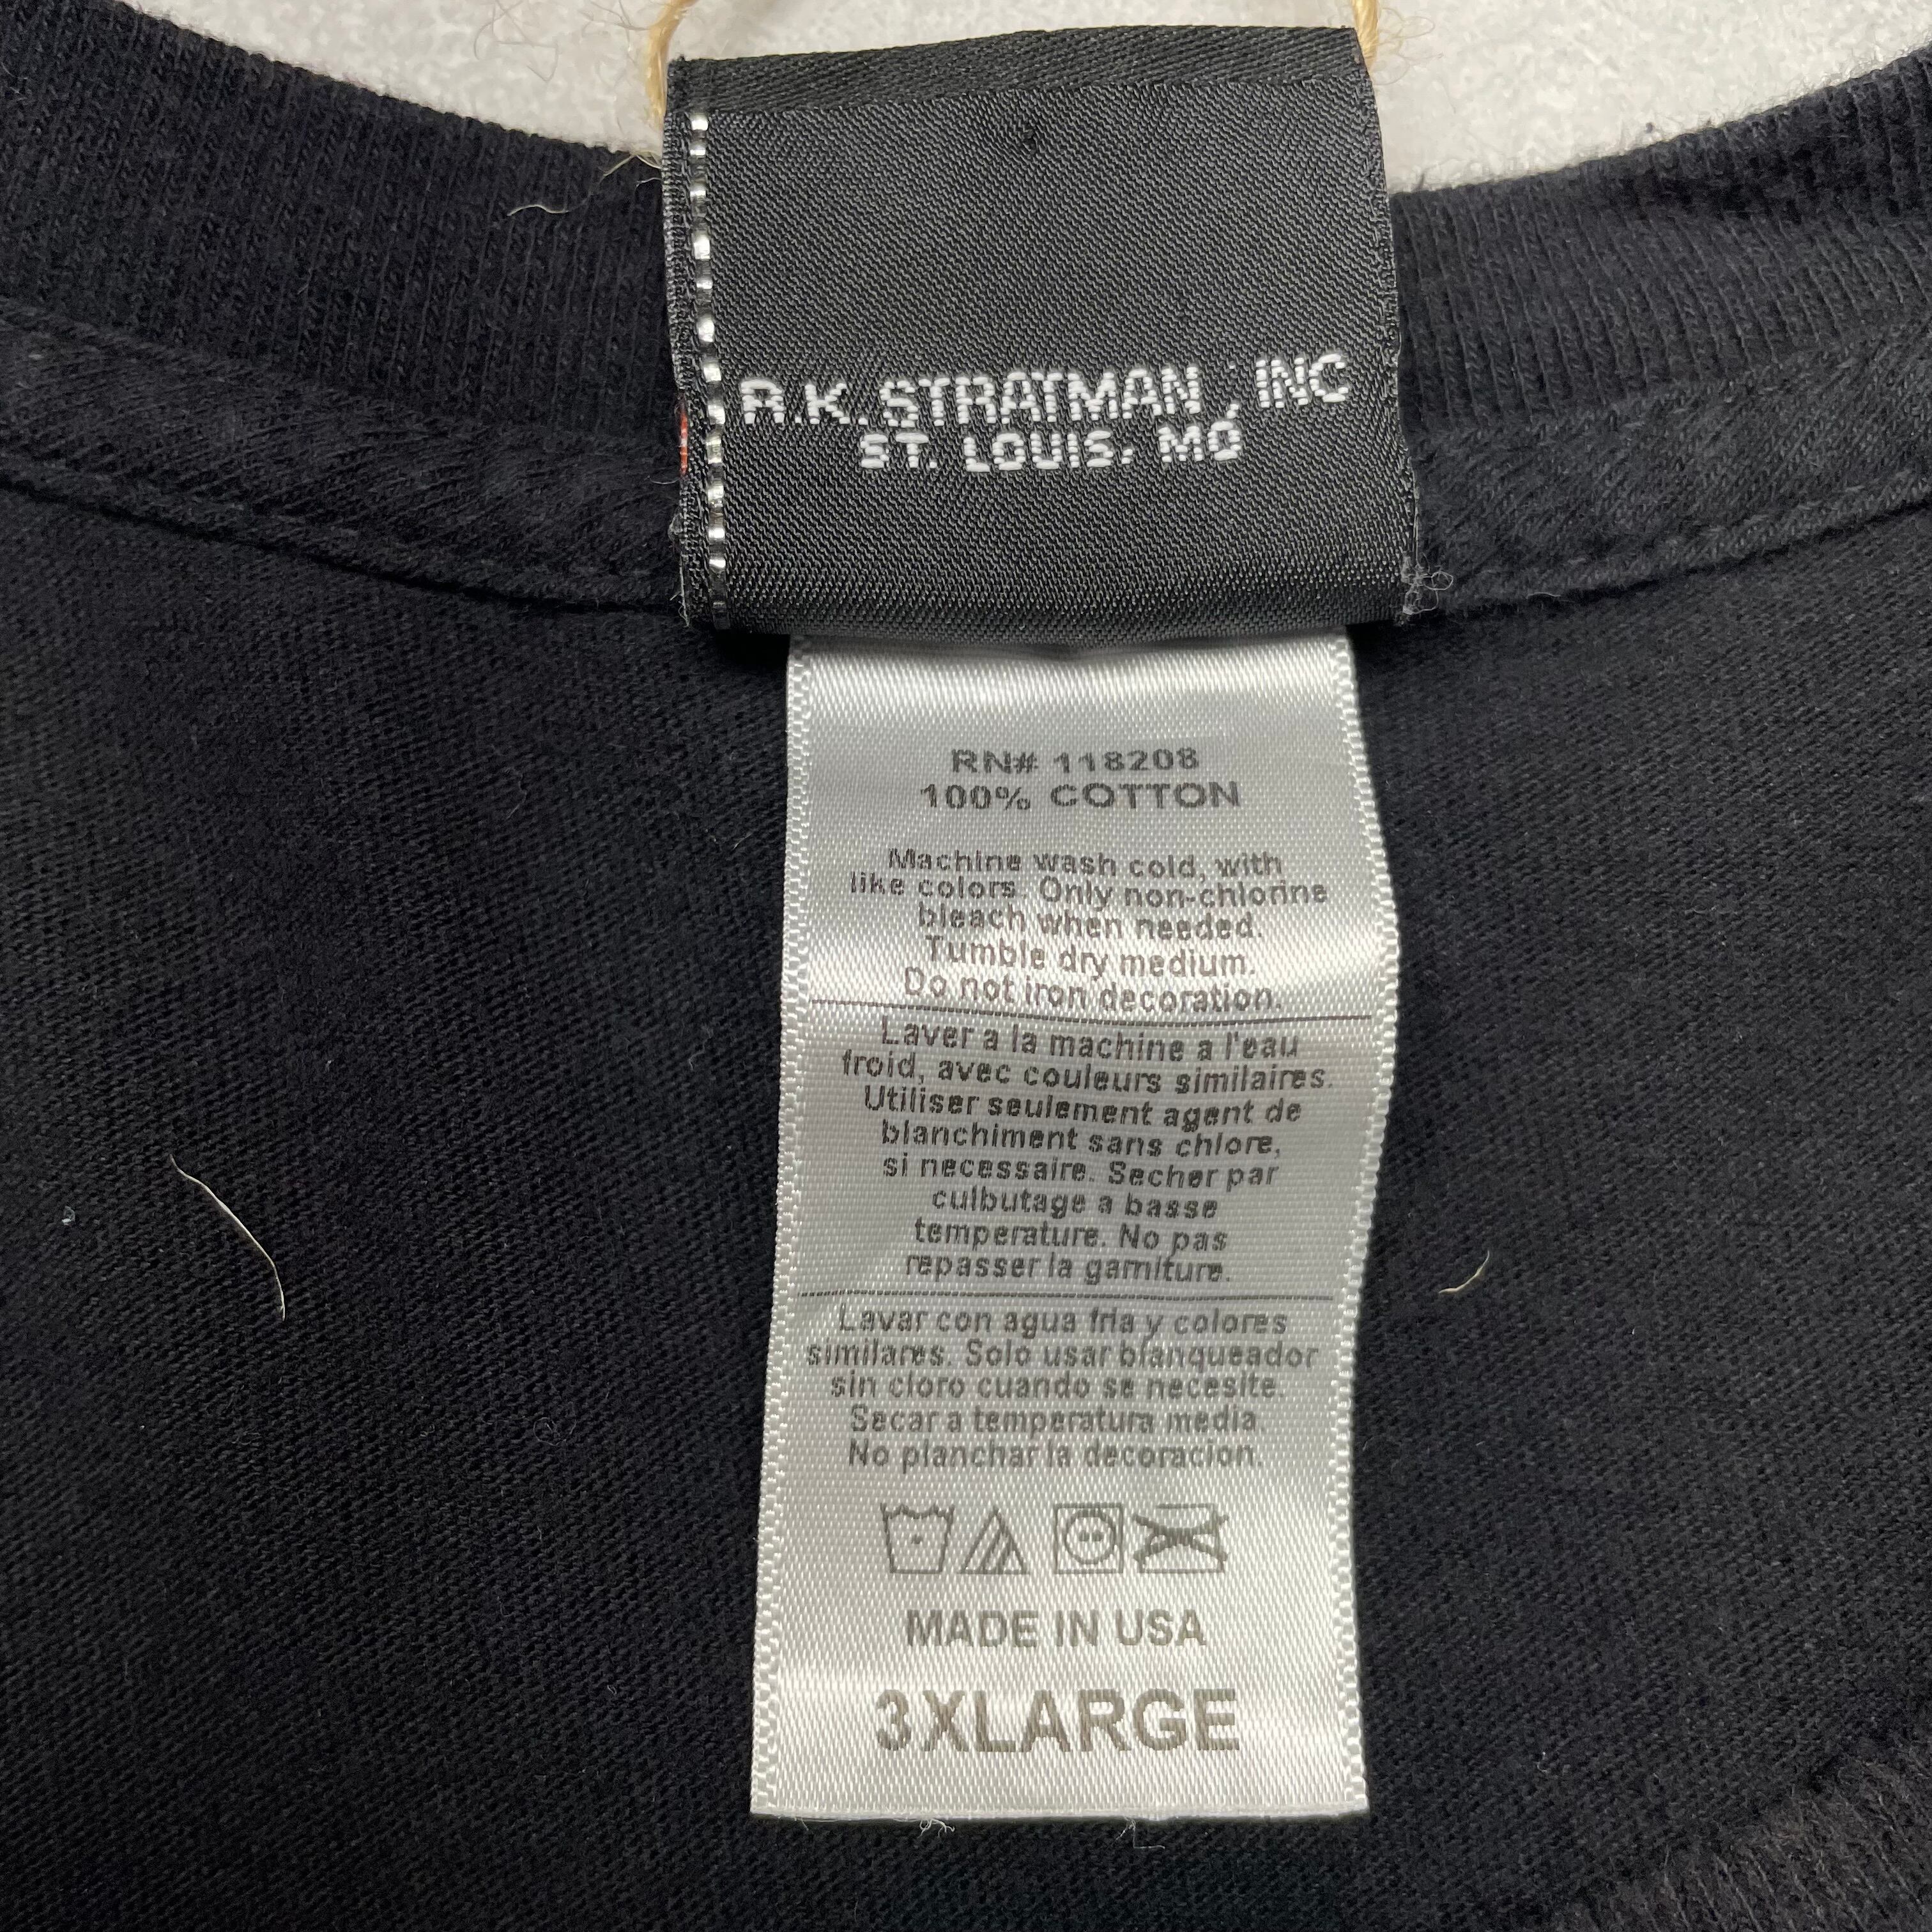 R.K. STRATMAN, INC
ST. LOUIS, MO
RN# 118208
100% COTTON
Machine wash cold, with
like colors. Only non-chlorine
bleach when needed.
Tumble dry medium.
Do not iron decoration.
Laver a la machine a l'eau
froid, avec couleurs similaires.
Utiliser seulement agent de
blanchiment sans chlore,
si necessaire. Secher par
culbutage a basse
temperature. No pas
repasser la garniture.
Lavar con agua fria y colores
similares. Solo usar blanqueador
sin cloro cuando se necesite.
Secar a temperatura media.
No planchar la decoracion.
MADE IN USA
3XLARGE